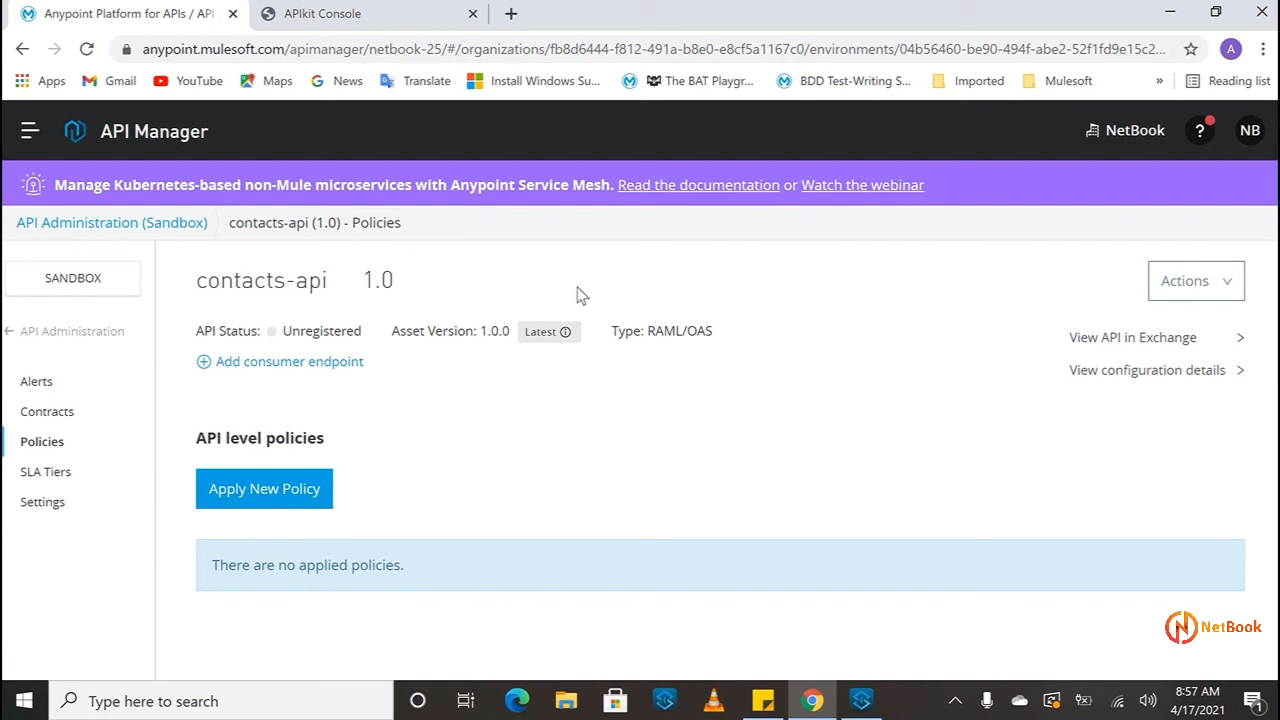 Anypoint Platform for APIs / API
APIkit Console
anypoint.mulesoft.com/apimanager/netbook-25/#/organizations/fb8d6444-f812-491a-b8e0-e8cf5a1167c0/environments/04b56460-be90-494f-abe2-52f1fd9e15c2...
A
Apps
Gmail
YouTube
Maps
News
Translate
Install Windows Su...
The BAT Playgr...
BDD Test-Writing S...
Imported
Mulesoft
»
Reading list
API Manager
NetBook
?
NB
Manage Kubernetes-based non-Mule microservices with Anypoint Service Mesh. Read the documentation or Watch the webinar
API Administration (Sandbox)
contacts-api (1.0) - Policies
SANDBOX
API Administration
Alerts
Contracts
Policies
SLA Tiers
Settings
contacts-api 1.0
Actions
API Status: Unregistered Asset Version: 1.0.0 Latest Type: RAML/OAS
View API in Exchange
Add consumer endpoint
View configuration details
API level policies
Apply New Policy
There are no applied policies.
NetBook
Type here to search
8:57 AM
4/17/2021
1